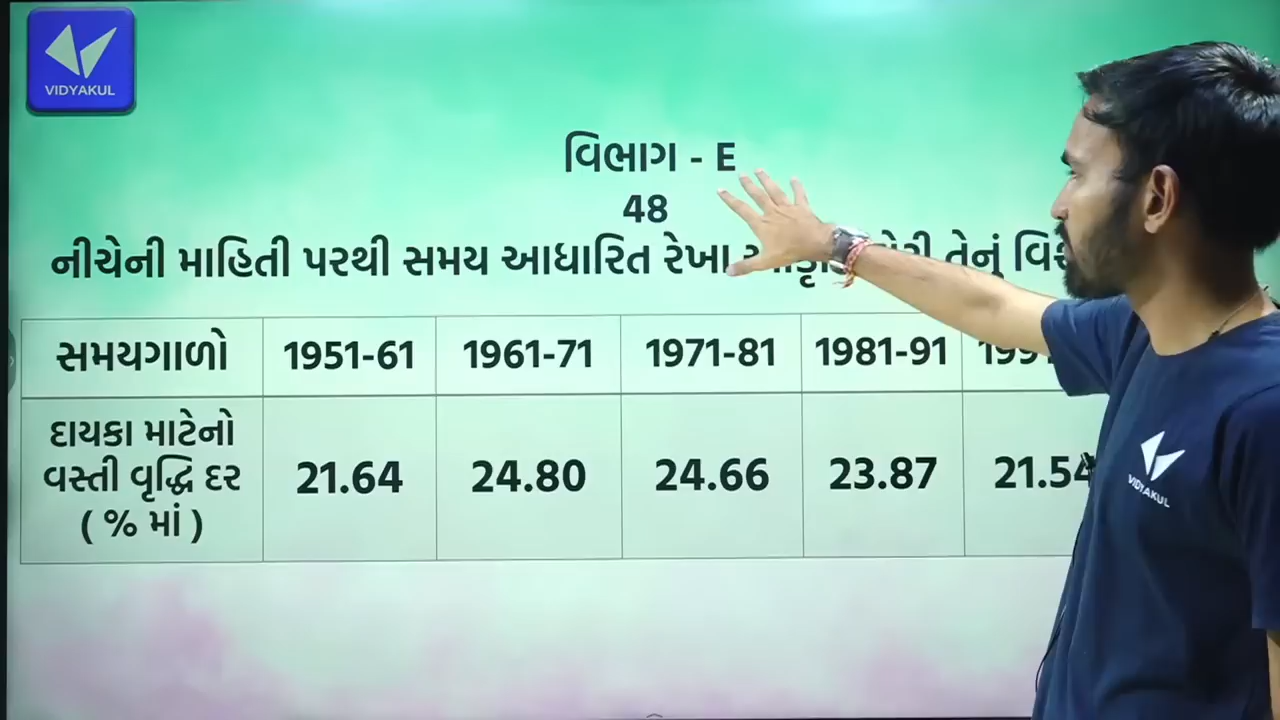 VIDYAKUL
વિભાગ - E
48
નીચેની માહિતી પરથી સમય આધારિત રેખા તેનું
સમયગાળો 1951-61 1961-71 1971-81 1981-91
દાયકા માટેનો
વસ્તી વૃદ્ધિ દર
( % માં ) 21.64 24.80 24.66 23.87 21.54
VIDYAKUL